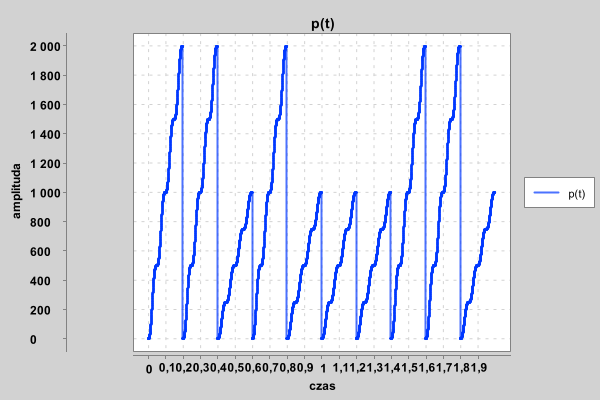 p(t)
2 000
1 800
1 600
1 400
1 200
1 000
800
600
400
200
0
amplituda
0 0,10,20,30,40,50,60,70,80,9 1 1,11,21,31,41,51,61,71,81,9
czas
p(t)